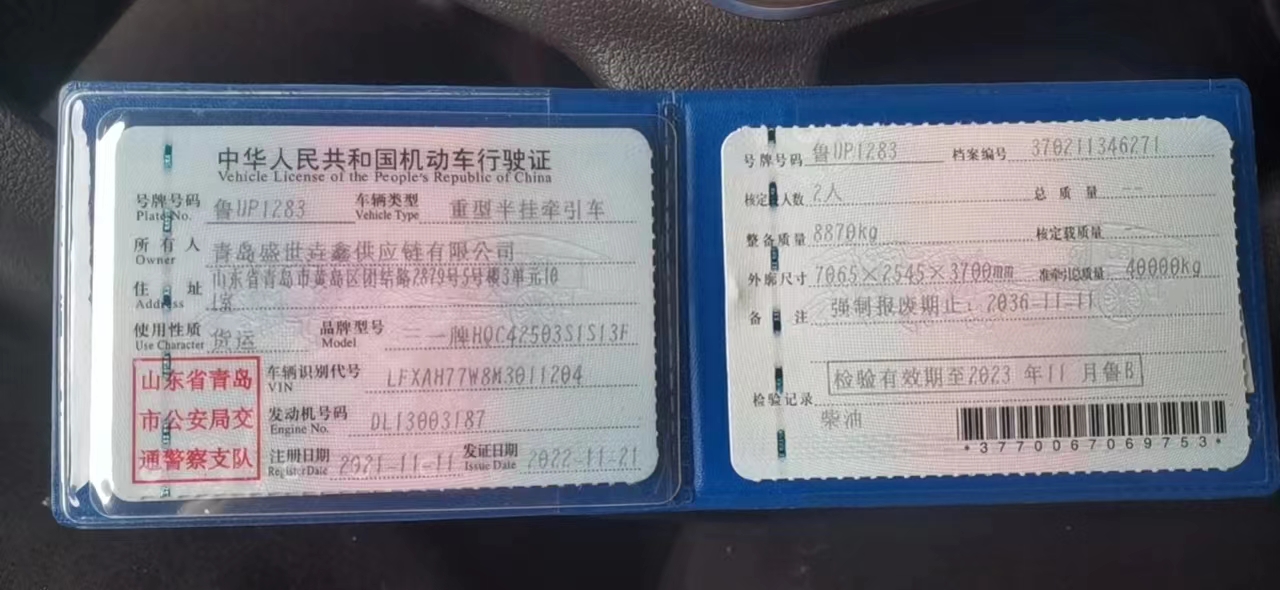 中华人民共和国机动车行驶证
Vehicle License of the People's Republic of China
号牌号码 鲁UP1283 车辆类型 重型半挂牵引车
Plate No. Vehicle Type
所有人 青岛盛世垚鑫供应链有限公司
Owner
住址 山东省青岛市黄岛区团结路2879号5号楼3单元10
Address 1室
使用性质 货运 品牌型号 三一牌HQC42503S1S13F
Use Character Model
山东省青岛
市公安局交
通警察支队
车辆识别代号 LFXAH77W8M3011204
VIN
发动机号码 DL13003187
Engine No.
注册日期 2021-11-11 发证日期 2022-11-21
Register Date Issue Date
号牌号码 鲁UP1283 档案编号 370211346271
核定载人数 2人 总质量 --
整备质量 8870kg 核定载质量 --
外廓尺寸 7065×2545×3700mm 准牵引总质量 40000kg
备注 强制报废期止：2036-11-11
检验有效期至2023年11月鲁B
检验记录
柴油
*3770067069753*